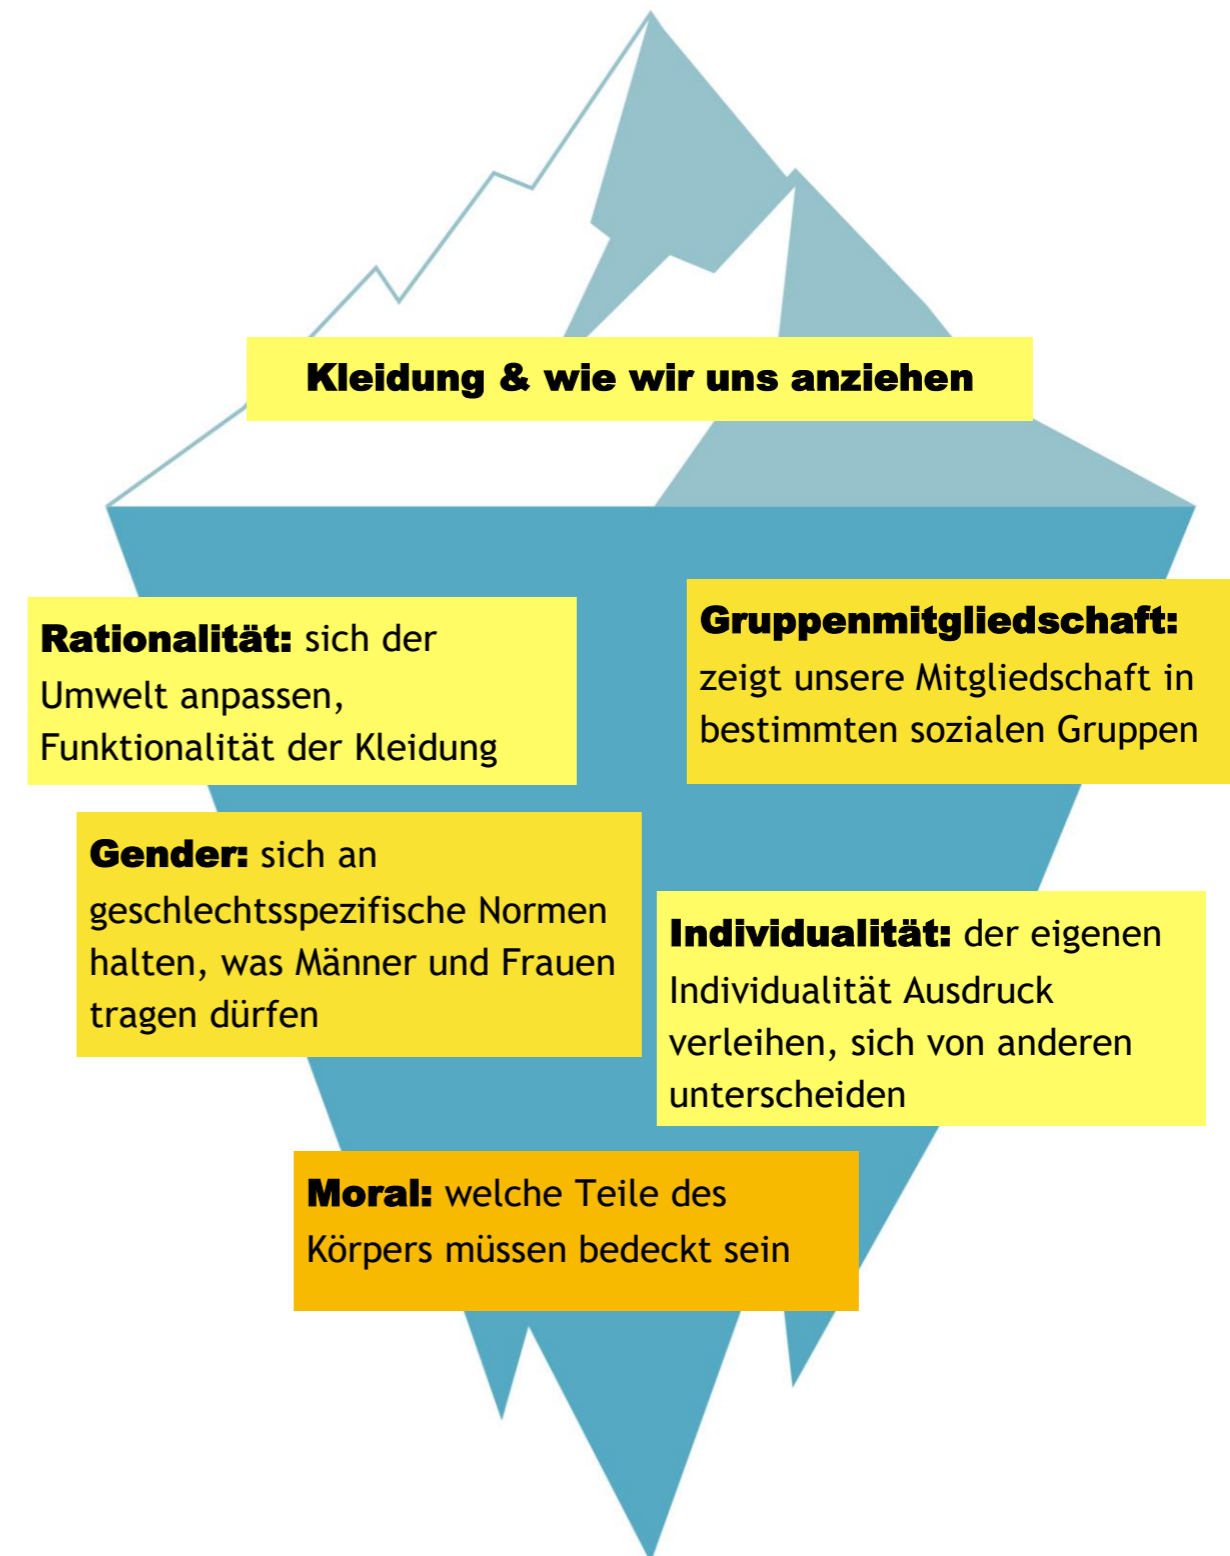 Kleidung & wie wir uns anziehen
Rationalität: sich der
Umwelt anpassen,
Funktionalität der Kleidung
Gruppenmitgliedschaft:
zeigt unsere Mitgliedschaft in
bestimmten sozialen Gruppen
Gender: sich an
geschlechtsspezifische Normen
halten, was Männer und Frauen
tragen dürfen
Individualität: der eigenen
Individualität Ausdruck
verleihen, sich von anderen
unterscheiden
Moral: welche Teile des
Körpers müssen bedeckt sein